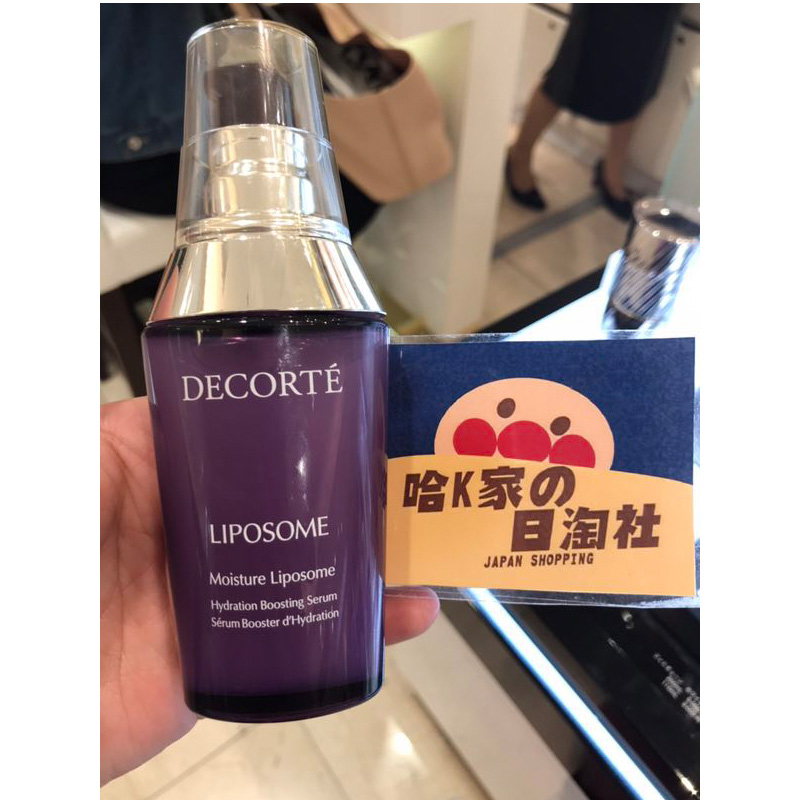 DECORTÉ
LIPOSOME
Moisture Liposome
Hydration Boosting Serum
Sérum Booster d'Hydration
哈K家の
日淘社
JAPAN SHOPPING